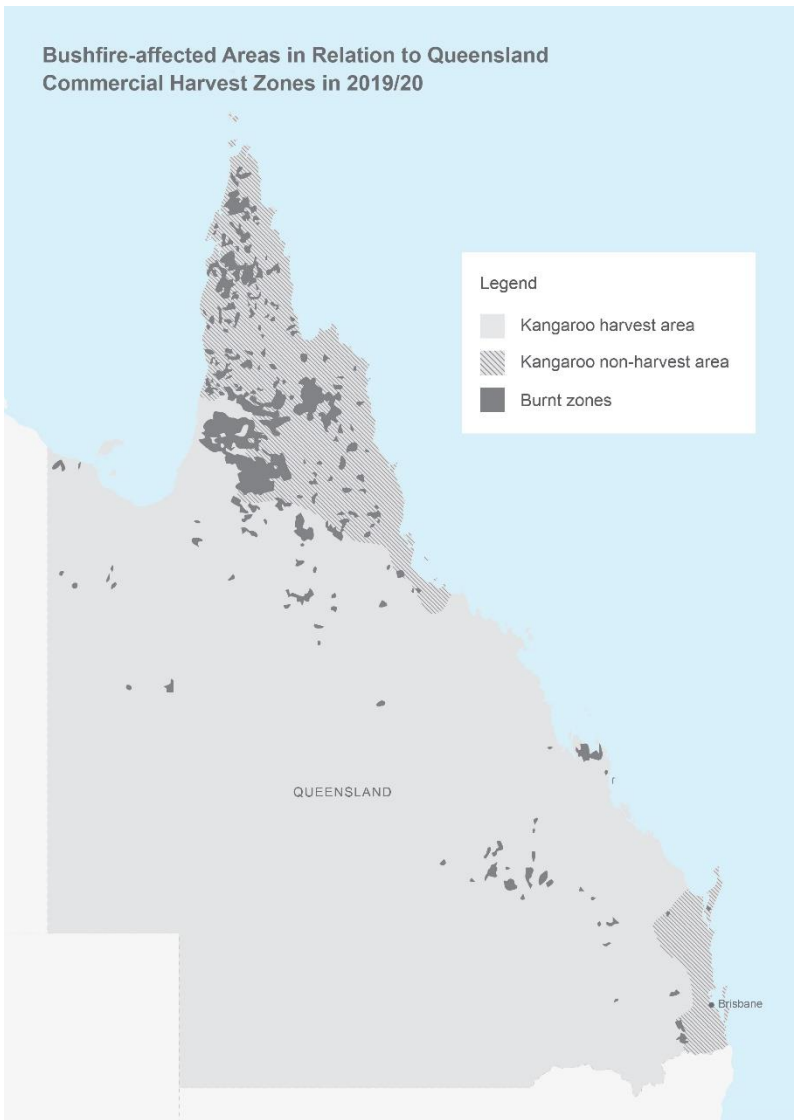 Bushfire-affected Areas in Relation to Queensland
Commercial Harvest Zones in 2019/20
Legend
Kangaroo harvest area
Kangaroo non-harvest area
Burnt zones
QUEENSLAND
Brisbane